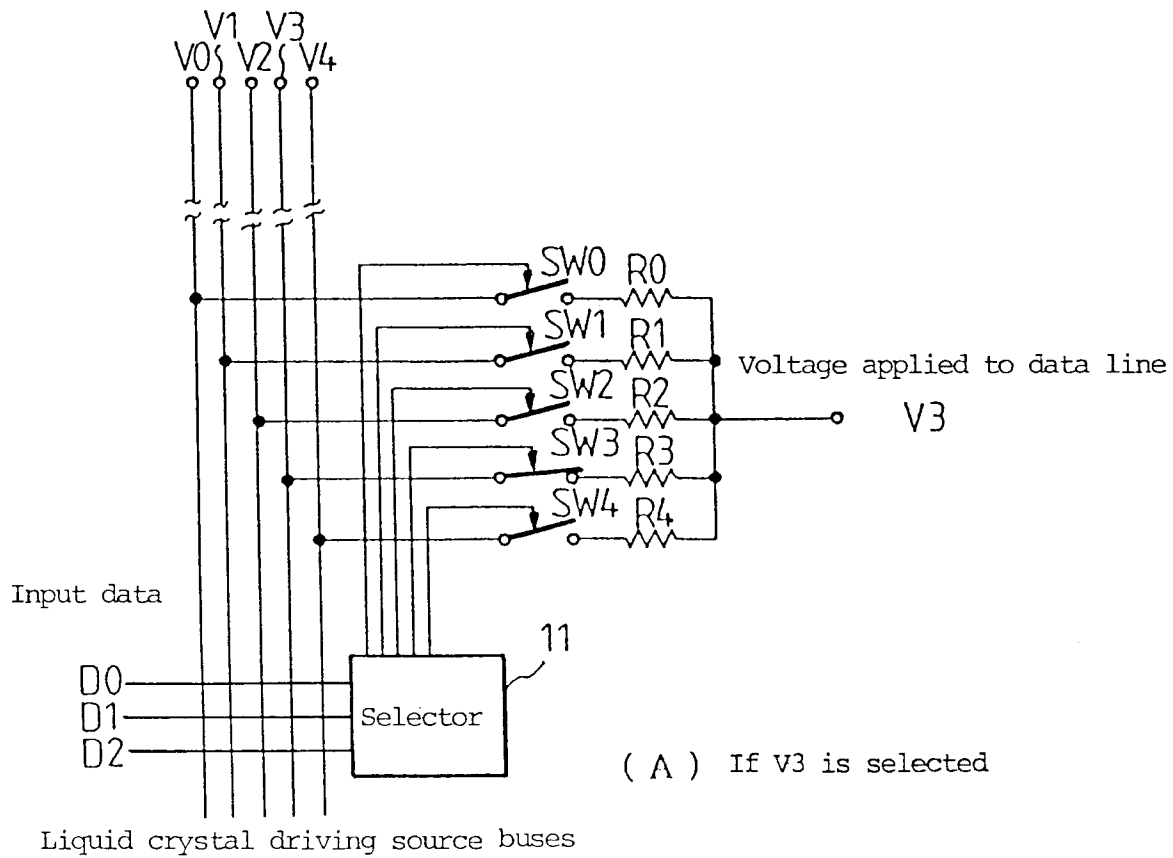 V1 V3
V0 V2 V4
SW0 R0
SW1 R1
Voltage applied to data line
SW2 R2
V3
SW3 R3
SW4 R4
Input data
11
D0
D1
D2
Selector
( A ) If V3 is selected
Liquid crystal driving source buses